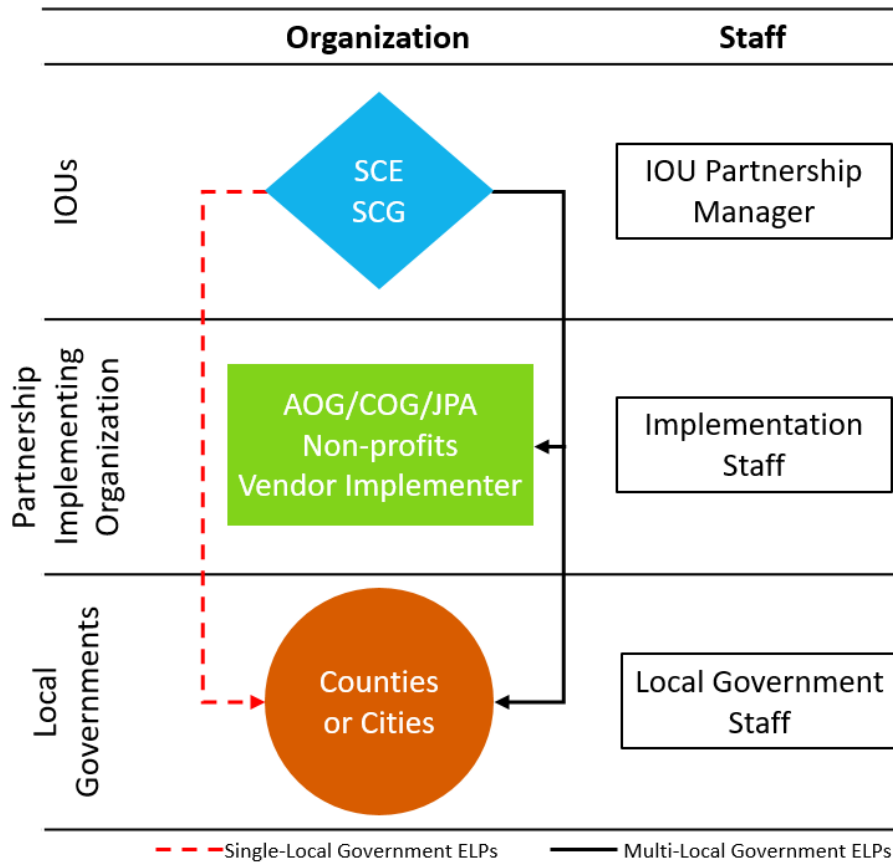 Organization
Staff
IOUs
SCE
SCG
IOU Partnership
Manager
Partnership
Implementing
Organization
AOG/COG/JPA
Non-profits
Vendor Implementer
Implementation
Staff
Local
Governments
Counties
or Cities
Local Government
Staff
Single-Local Government ELPs
Multi-Local Government ELPs